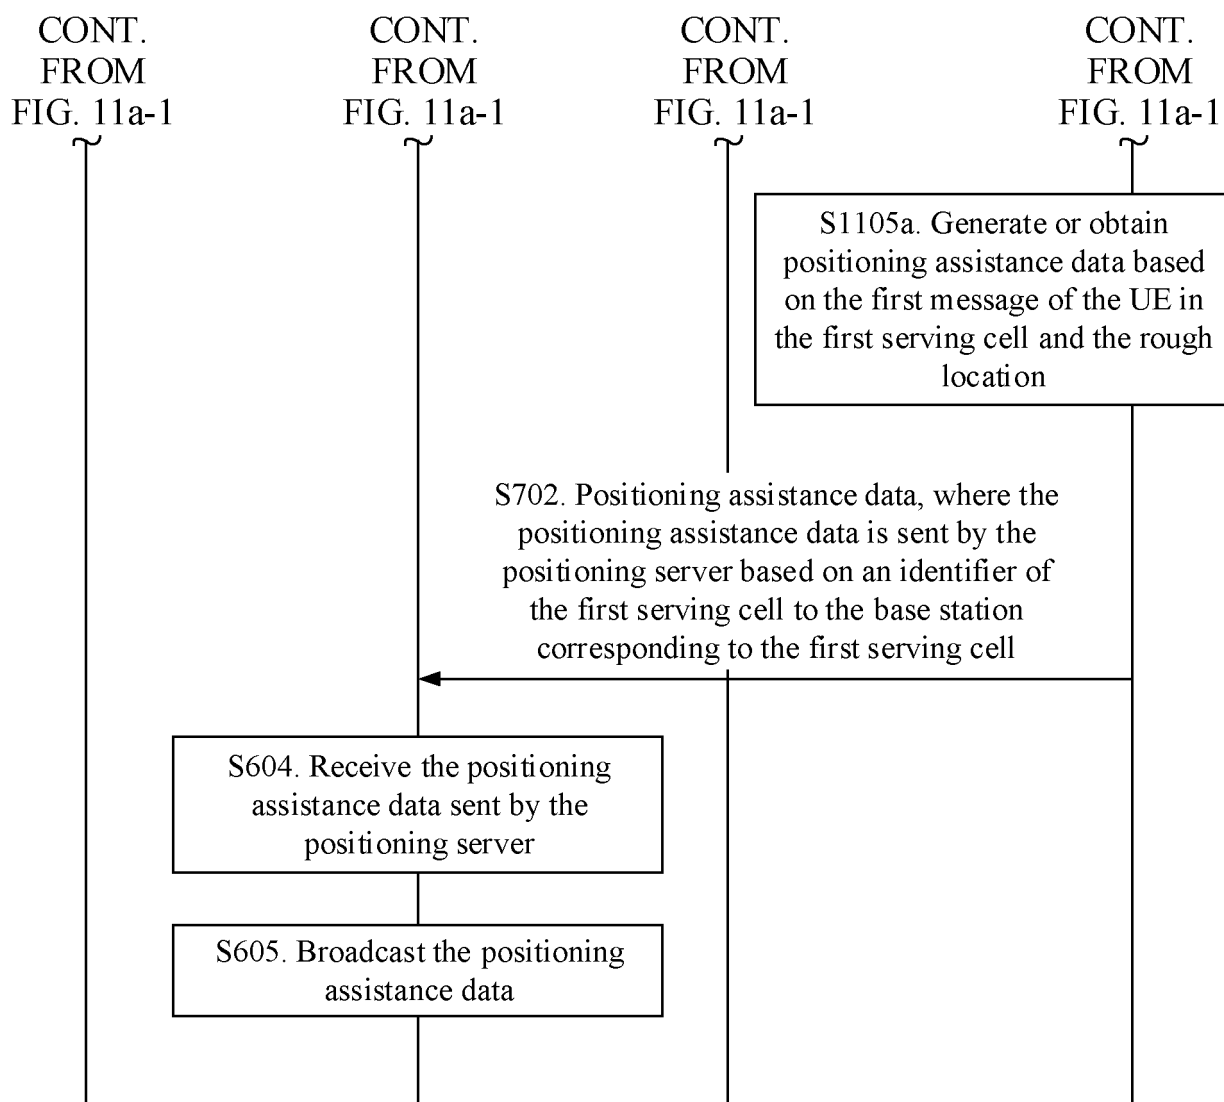 CONT.
FROM
FIG. 11a-1
CONT.
FROM
FIG. 11a-1
CONT.
FROM
FIG. 11a-1
CONT.
FROM
FIG. 11a-1
S1105a. Generate or obtain
positioning assistance data based
on the first message of the UE in
the first serving cell and the rough
location
S702. Positioning assistance data, where the
positioning assistance data is sent by the
positioning server based on an identifier of
the first serving cell to the base station
corresponding to the first serving cell
S604. Receive the positioning
assistance data sent by the
positioning server
S605. Broadcast the positioning
assistance data